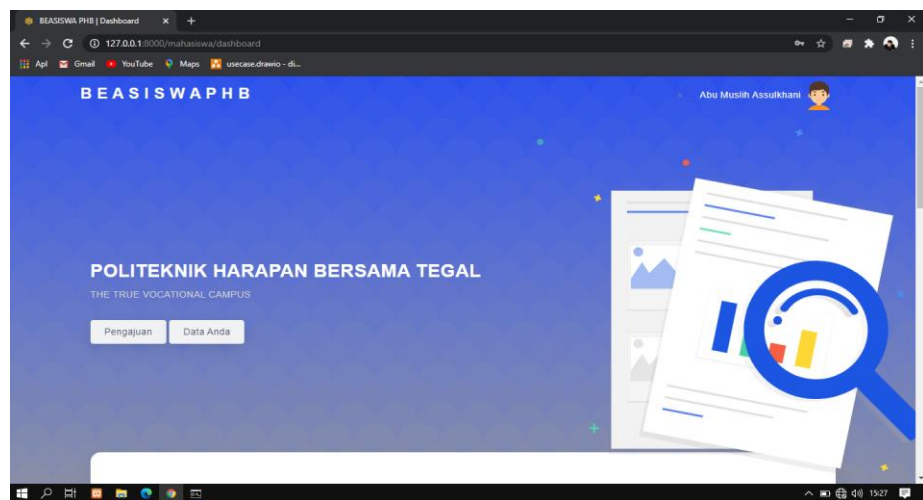 BEASISWA PHB | Dashboard
127.0.0.1:8000/mahasiswa/dashboard
Apl Gmail YouTube Maps usecase.drawio - di...
BEASISWAPHB
Abu Muslih Assulkhani
POLITEKNIK HARAPAN BERSAMA TEGAL
THE TRUE VOCATIONAL CAMPUS
Pengajuan Data Anda
15:27